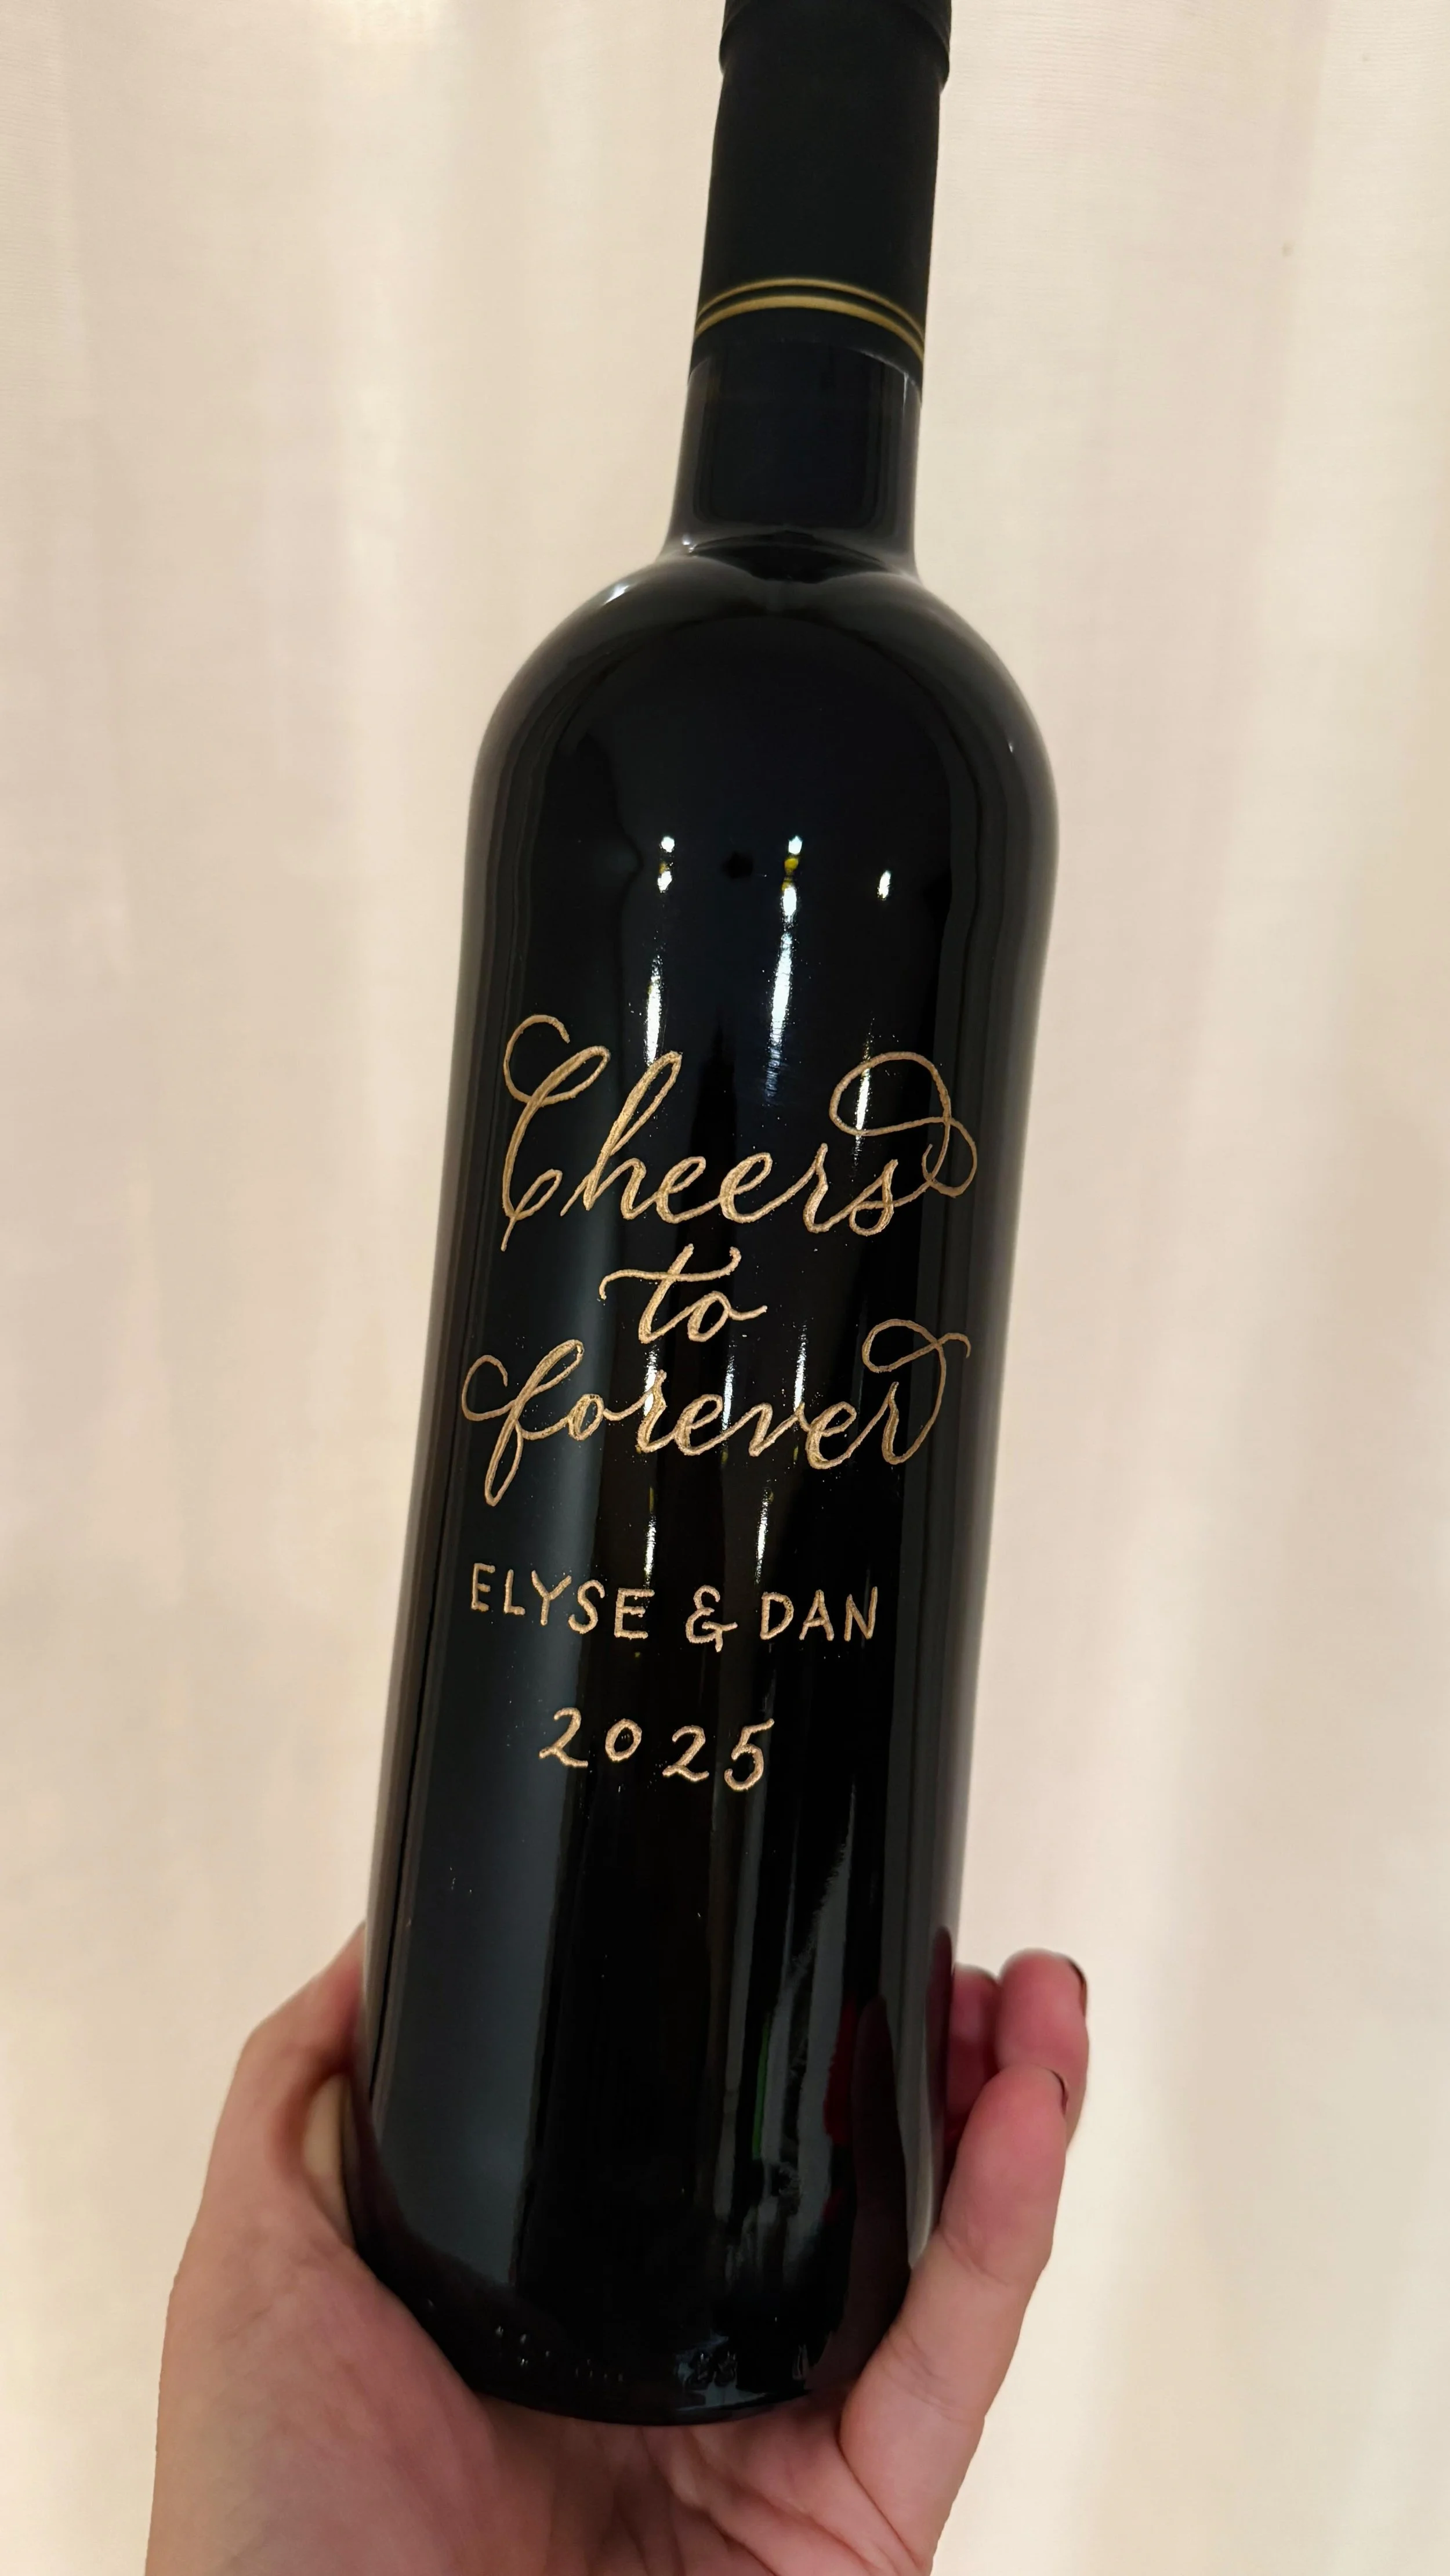 Cheers
to
forever
ELYSE & DAN
2025